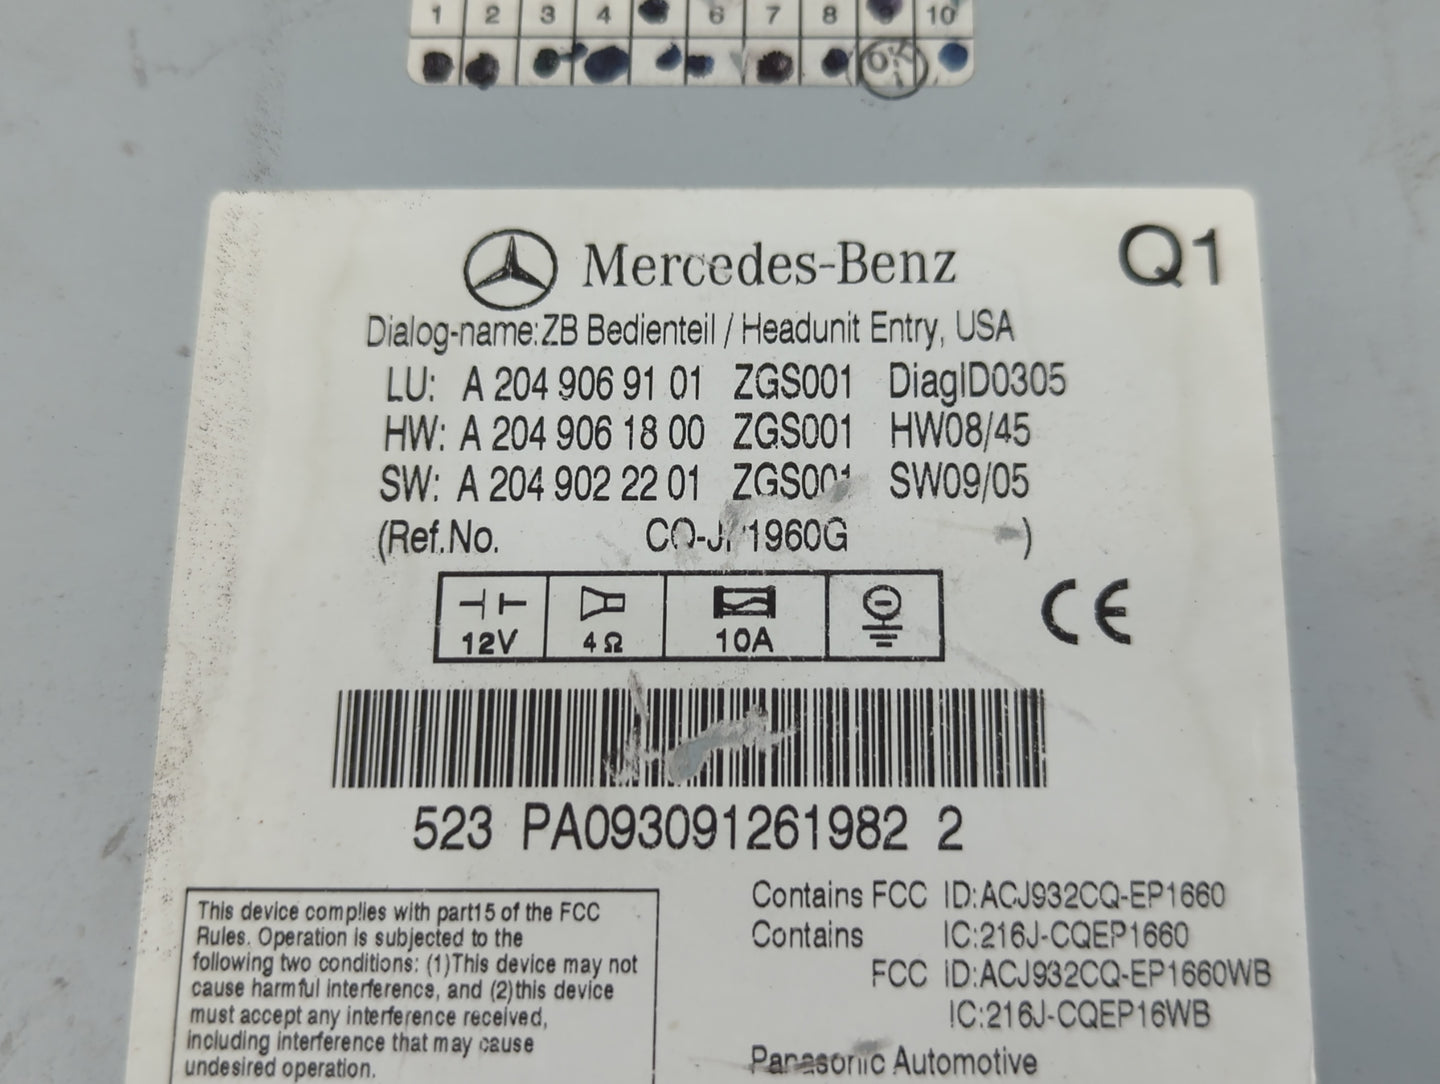 1 2 3 4 6 7 8 9 10
OK
Mercedes-Benz Q1
Dialog-name:ZB Bedienteil / Headunit Entry, USA
LU: A 204 906 91 01 ZGS001 DiagID0305
HW: A 204 906 18 00 ZGS001 HW08/45
SW: A 204 902 22 01 ZGS001 SW09/05
(Ref.No. CQ-JP1960G )
12V 4Ω 10A
CE
523 PA093091261982 2
This device complies with part15 of the FCC
Rules. Operation is subjected to the
following two conditions: (1)This device may not
cause harmful interference, and (2)this device
must accept any interference received,
including interference that may cause
undesired operation.
Contains FCC ID:ACJ932CQ-EP1660
Contains IC:216J-CQEP1660
FCC ID:ACJ932CQ-EP1660WB
IC:216J-CQEP16WB
Panasonic Automotive